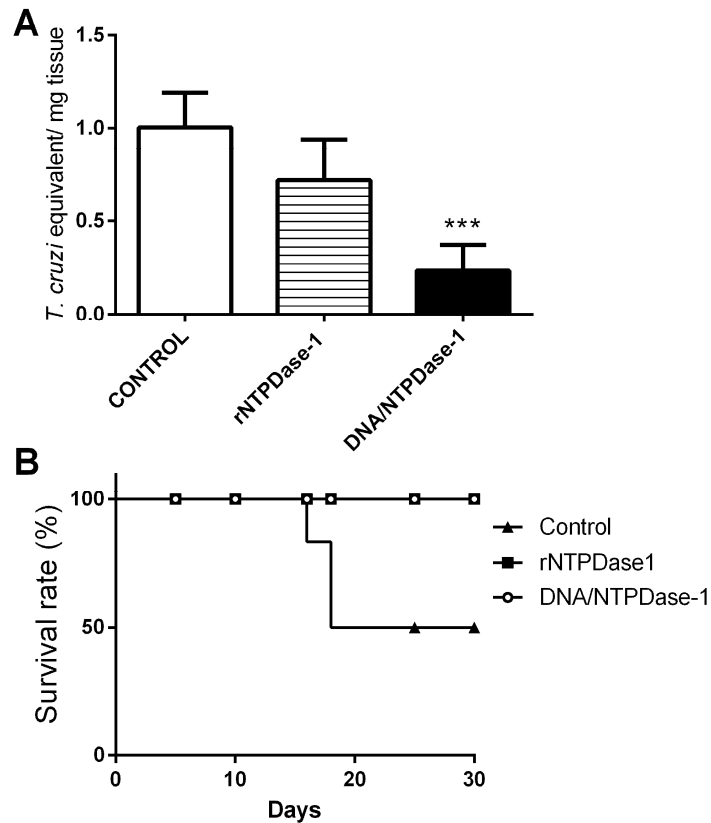 A
T. cruzi equivalent/ mg tissue
1.5
1.0
0.5
0.0
***
CONTROL
rNTPDase-1
DNA/NTPDase-1
B
Survival rate (%)
100
50
0
0 10 20 30
Days
Control
rNTPDase1
DNA/NTPDase-1